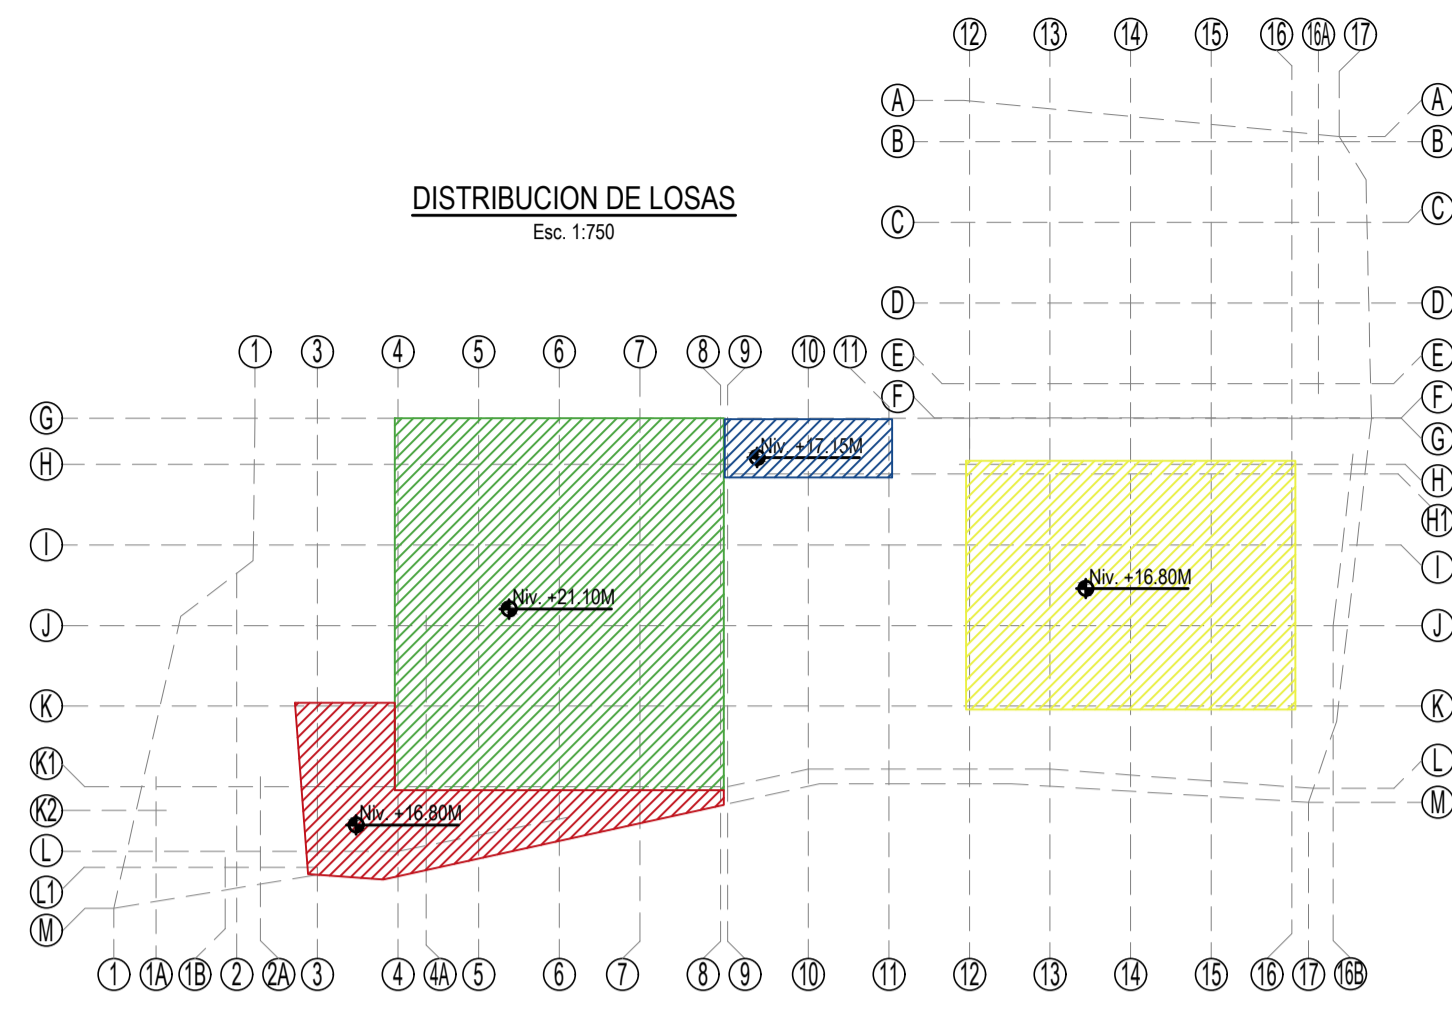 12 13 14 15 16 16A 17
A A
B B
DISTRIBUCION DE LOSAS
Esc. 1:750
C C
D D
1 3 4 5 6 7 8 9 10 11 E E
F F
G G
Niv. +17.15M
H H
H1
I I
Niv. +16.80M
Niv. +21.10M
J J
K K
K1 L
K2 M
Niv. +16.80M
L
L1
M
1 1A 1B 2 2A 3 4 4A 5 6 7 8 9 10 11 12 13 14 15 16 17 16B